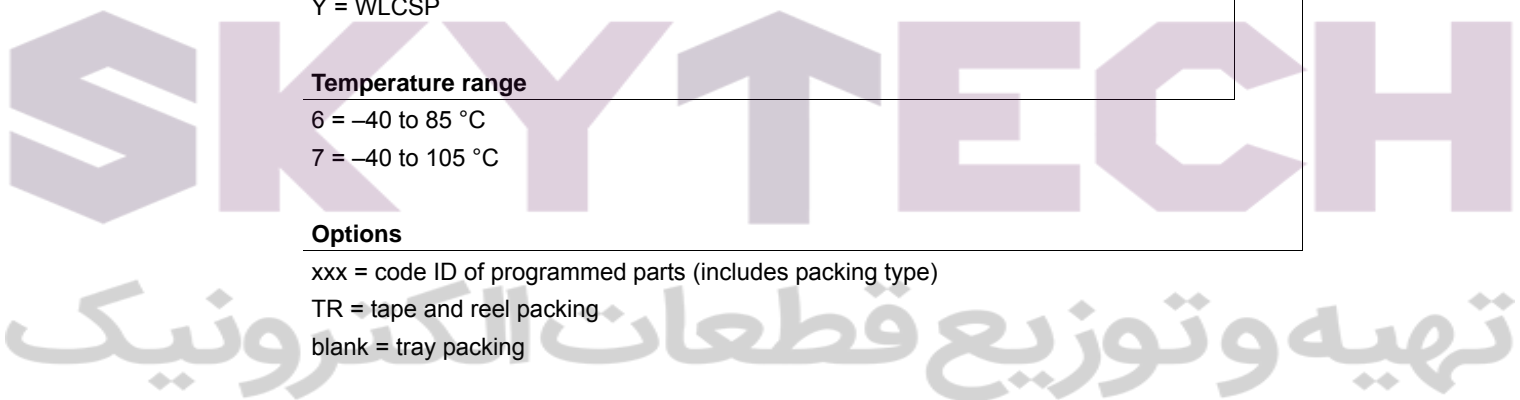 Y = WLCSP
SKYTECH
Temperature range
6 = –40 to 85 °C
7 = –40 to 105 °C
Options
xxx = code ID of programmed parts (includes packing type)
TR = tape and reel packing
blank = tray packing
تهیه و توزیع قطعات الکترونیک